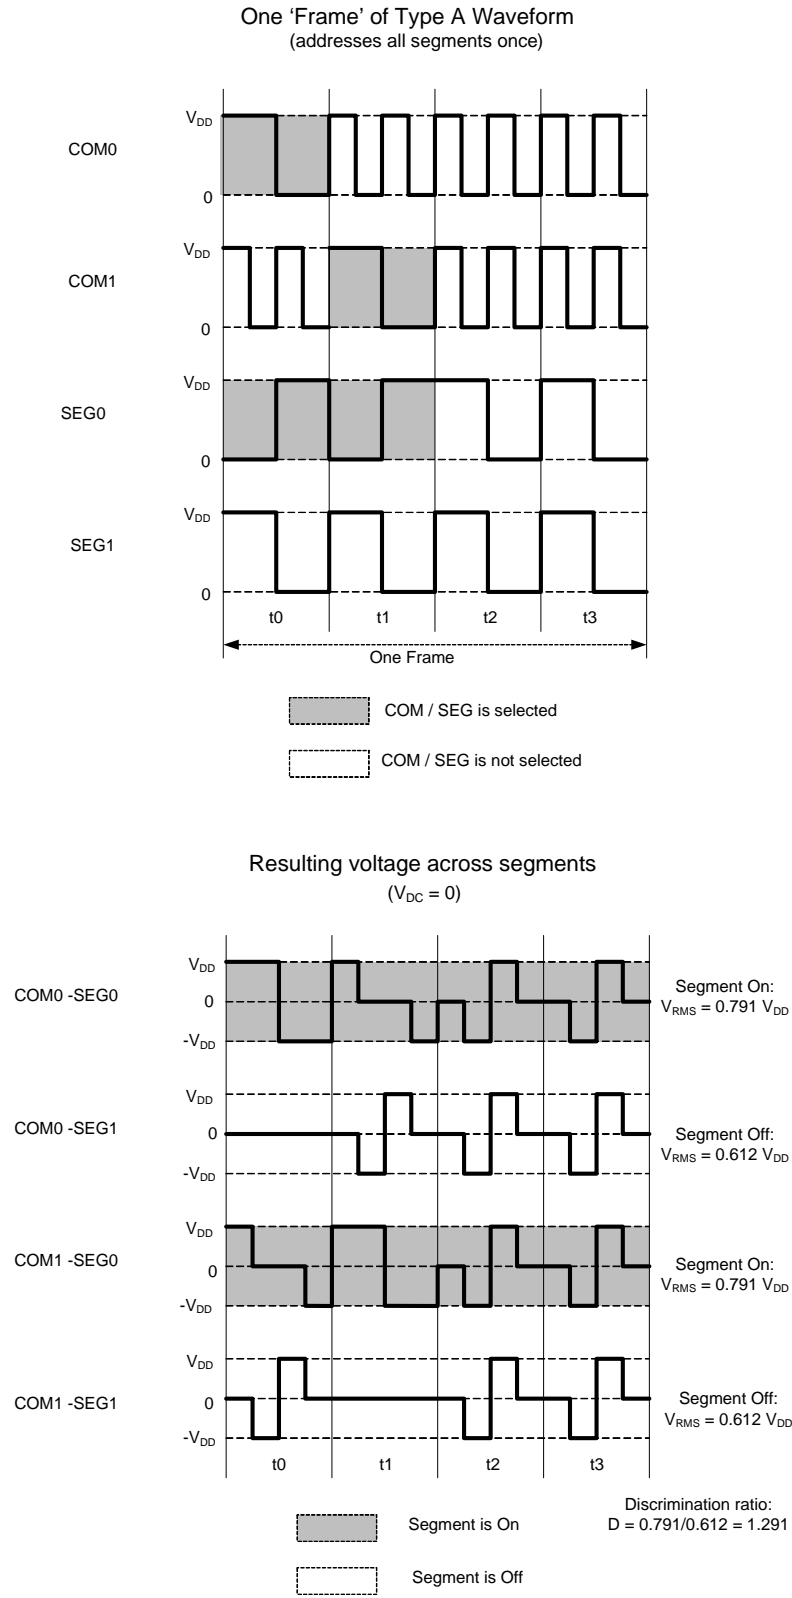 One ‘Frame’ of Type A Waveform
(addresses all segments once)
COM0
VDD
0
COM1
VDD
0
SEG0
VDD
0
SEG1
VDD
0
t0 t1 t2 t3
One Frame
COM / SEG is selected
COM / SEG is not selected
Resulting voltage across segments
(VDC = 0)
COM0 -SEG0
VDD
0
-VDD
Segment On:
VRMS = 0.791 VDD
COM0 -SEG1
VDD
0
-VDD
Segment Off:
VRMS = 0.612 VDD
COM1 -SEG0
VDD
0
-VDD
Segment On:
VRMS = 0.791 VDD
COM1 -SEG1
VDD
0
-VDD
Segment Off:
VRMS = 0.612 VDD
t0 t1 t2 t3
Segment is On
Segment is Off
Discrimination ratio:
D = 0.791/0.612 = 1.291